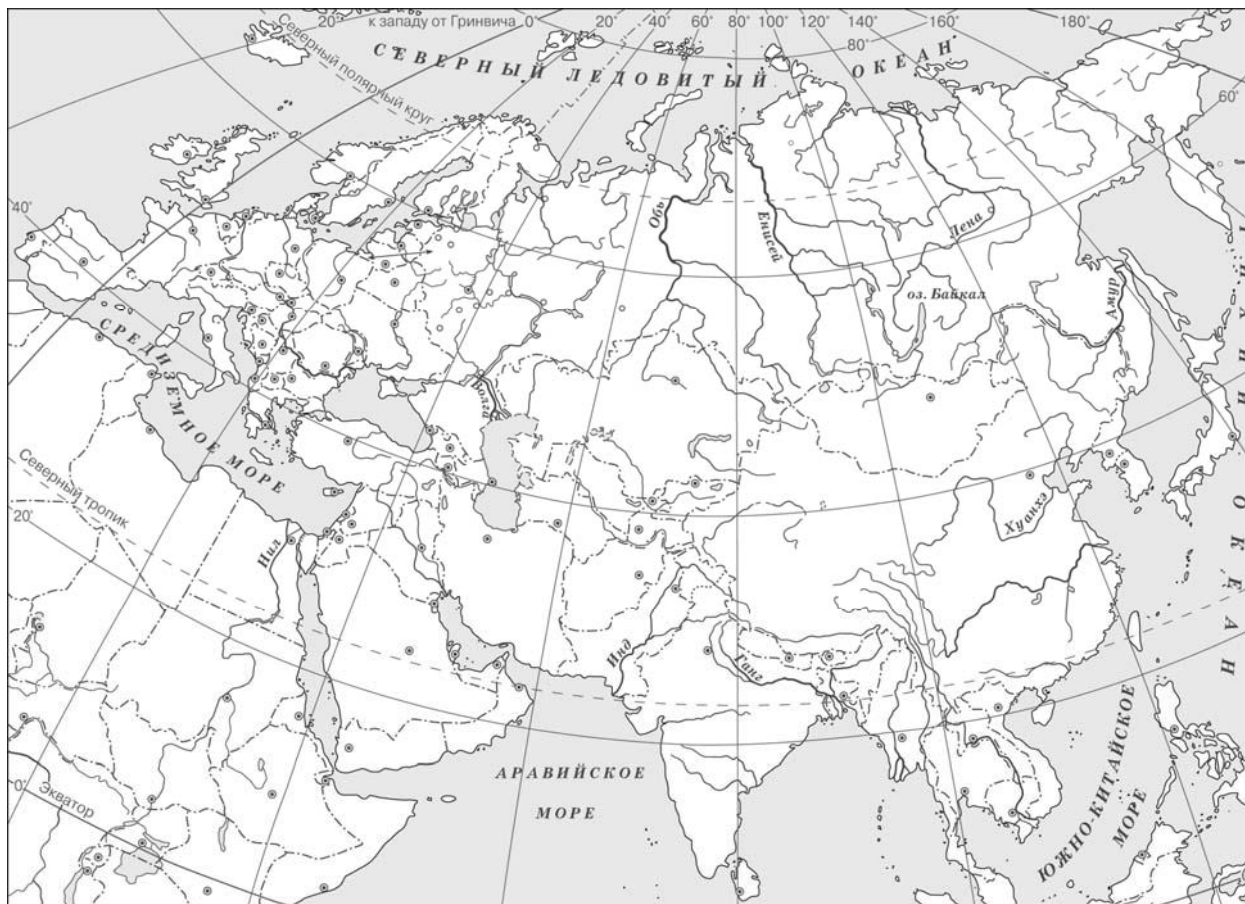 20° к западу от Гринвича 0° 20° 40° 60° 80° 100° 120° 140° 160° 180°
80°
60°
СЕВЕРНЫЙ ЛЕДОВИТЫЙ ОКЕАН
Северный полярный круг
40°
Обь
Енисей
Лена
оз. Байкал
Амур
СРЕДИЗЕМНОЕ МОРЕ
Волга
Северный тропик
20°
Нил
Хуанхэ
Инд
Ганг
ТИХИЙ ОКЕАН
АРАВИЙСКОЕ
МОРЕ
ЮЖНО-КИТАЙСКОЕ
МОРЕ
Экватор
0°